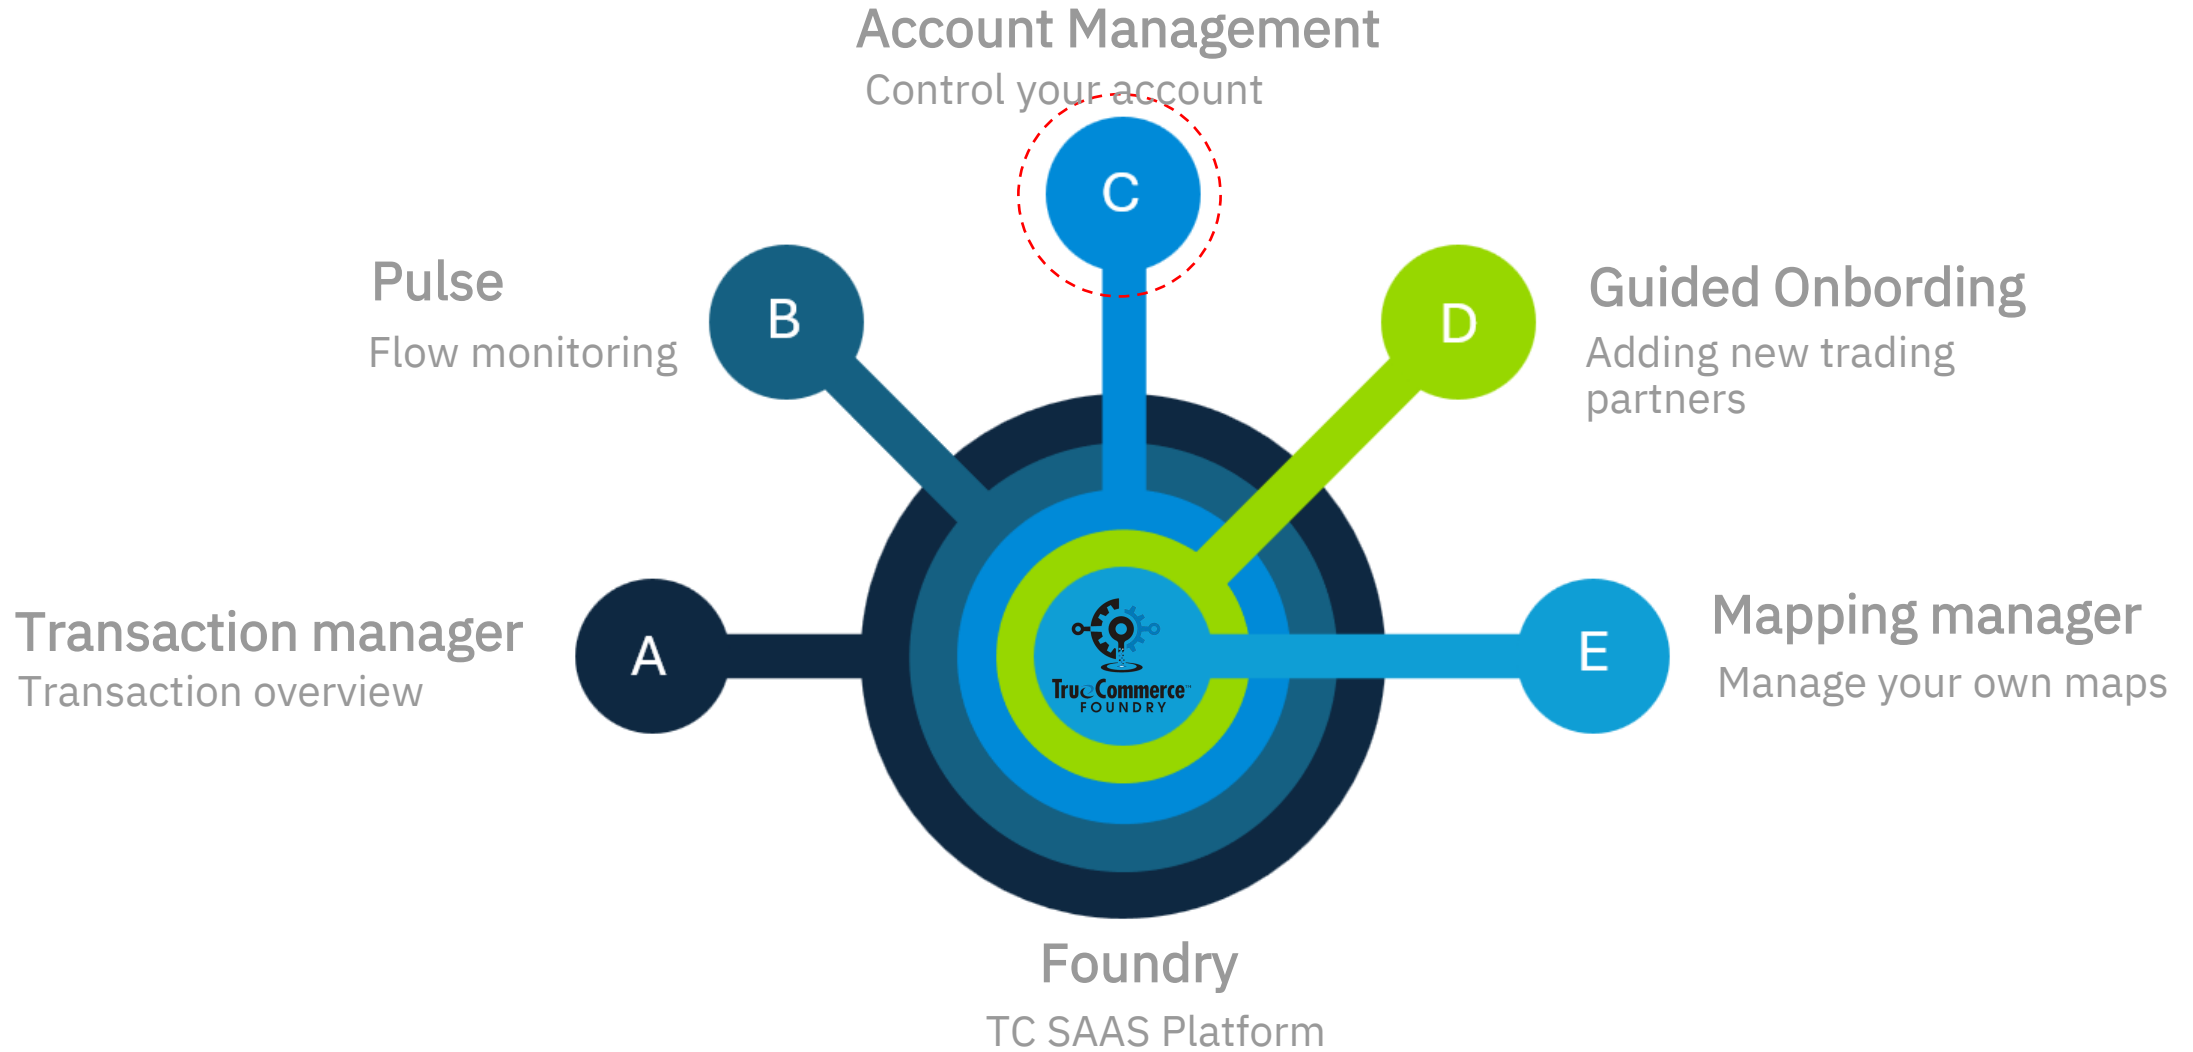 Account Management
Control your account
C
Pulse
Flow monitoring
B
D
Guided Onbording
Adding new trading
partners
Transaction manager
Transaction overview
A
TrueCommerce™
FOUNDRY
E
Mapping manager
Manage your own maps
Foundry
TC SAAS Platform